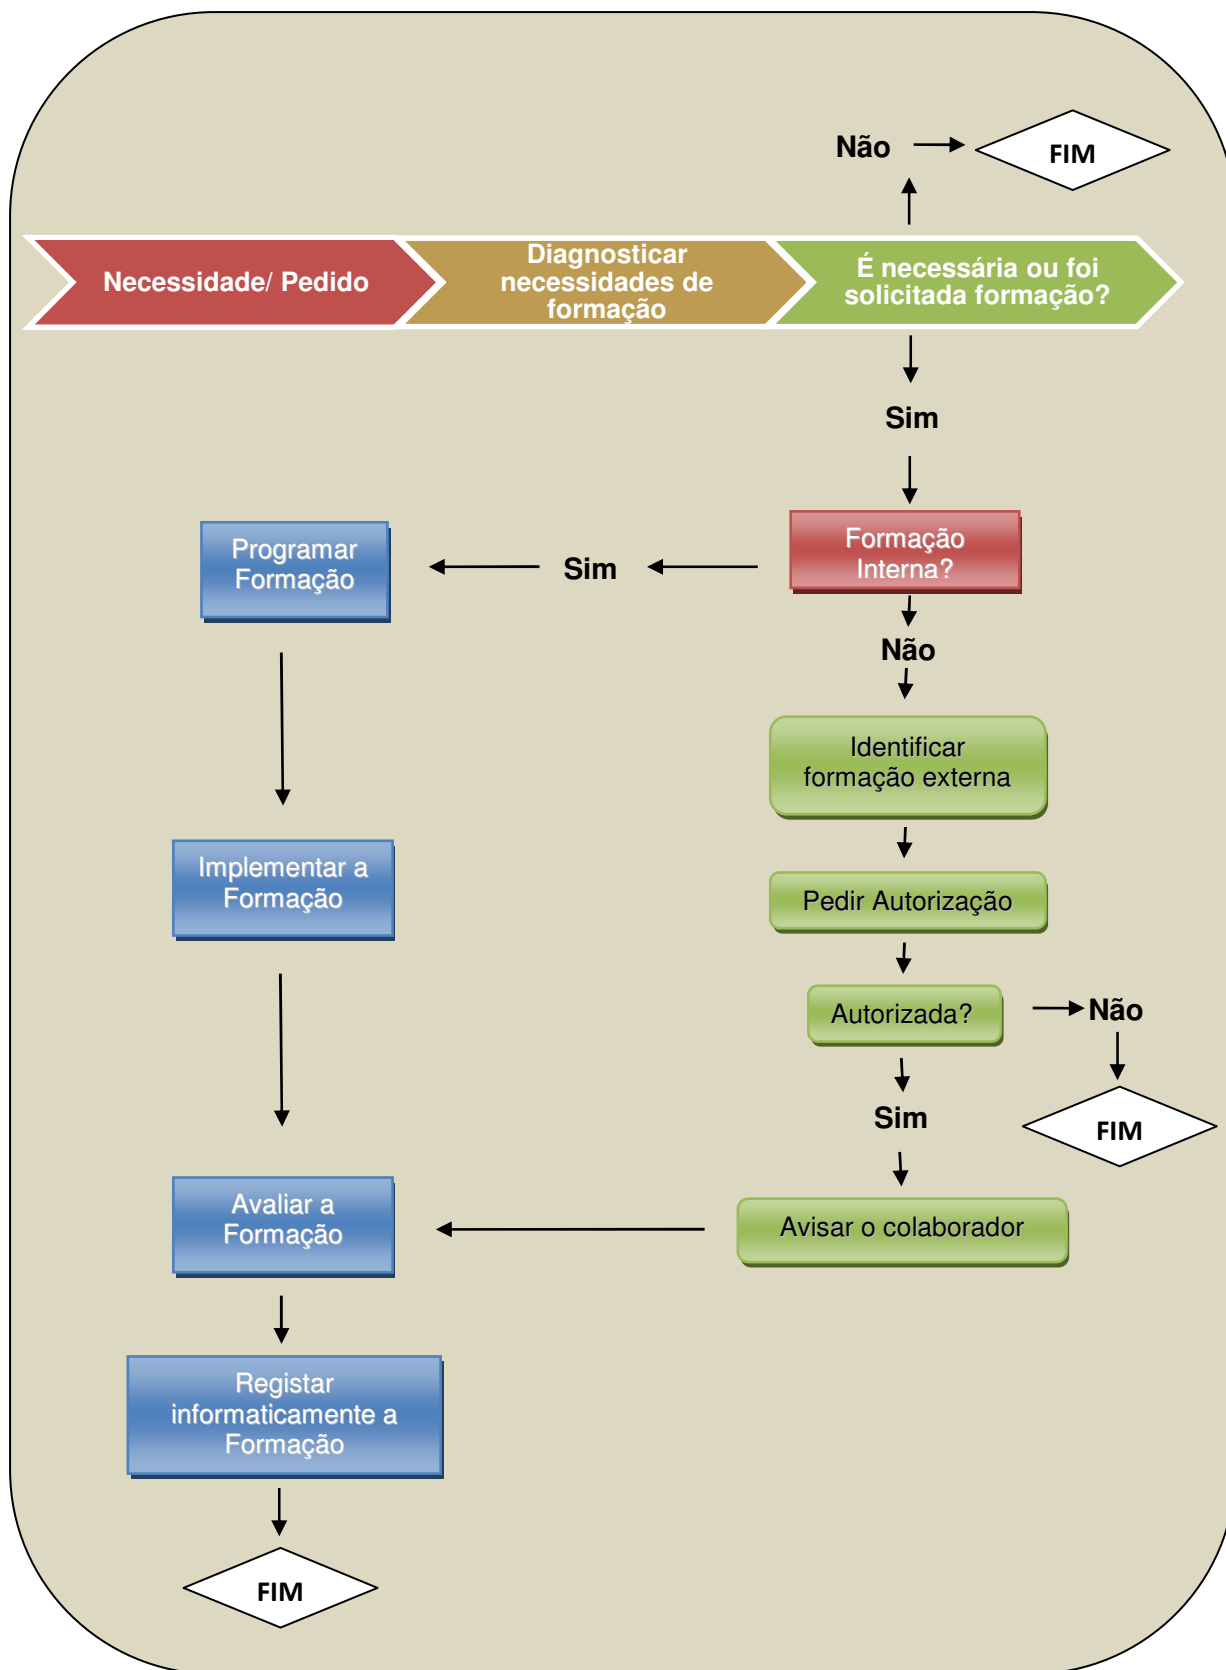 Não
FIM
Necessidade/ Pedido
Diagnosticar
necessidades de
formação
É necessária ou foi
solicitada formação?
Sim
Formação
Interna?
Sim
Programar
Formação
Não
Identificar
formação externa
Implementar a
Formação
Pedir Autorização
Autorizada?
Não
FIM
Sim
Avisar o colaborador
Avaliar a
Formação
Registar
informaticamente a
Formação
FIM